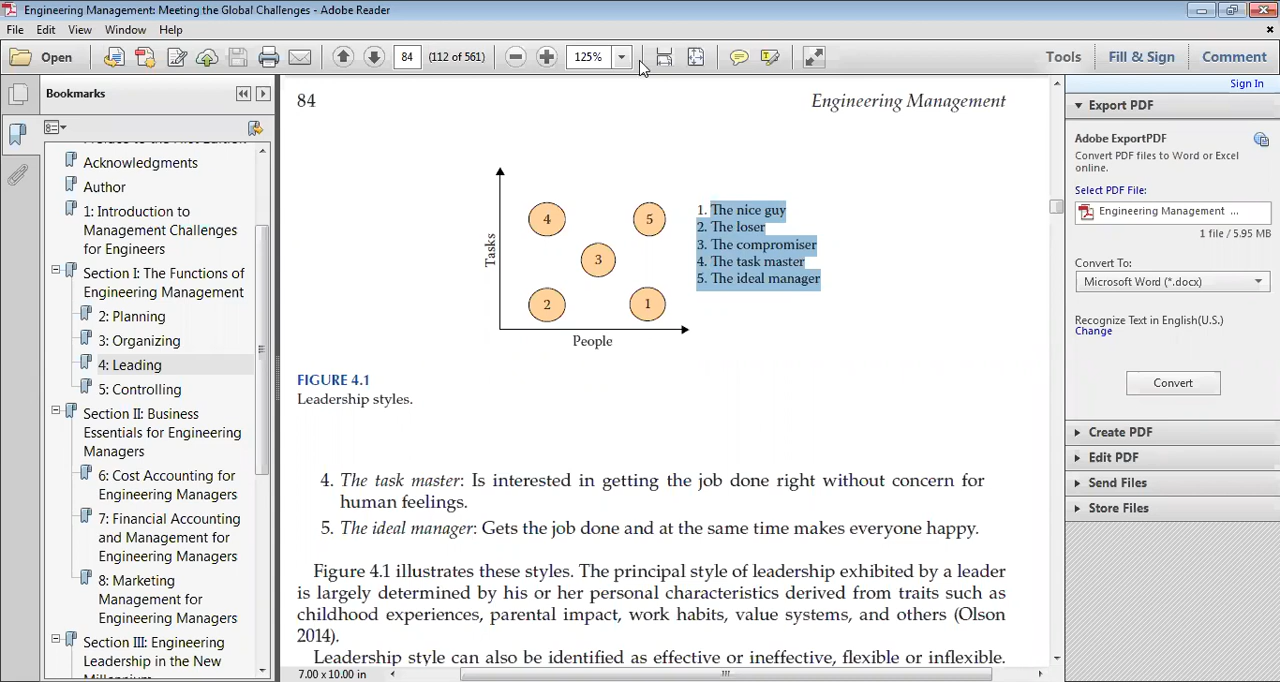 Engineering Management: Meeting the Global Challenges - Adobe Reader
File Edit View Window Help
Open 84 (112 of 561) 125% Tools Fill & Sign Comment
Sign In
Bookmarks
Acknowledgments
Author
1: Introduction to
Management Challenges
for Engineers
Section I: The Functions of
Engineering Management
2: Planning
3: Organizing
4: Leading
5: Controlling
Section II: Business
Essentials for Engineering
Managers
6: Cost Accounting for
Engineering Managers
7: Financial Accounting
and Management for
Engineering Managers
8: Marketing
Management for
Engineering Managers
Section III: Engineering
Leadership in the New
84 Engineering Management
Tasks
4
5
3
2
1
People
1. The nice guy
2. The loser
3. The compromiser
4. The task master
5. The ideal manager
FIGURE 4.1
Leadership styles.
4. The task master: Is interested in getting the job done right without concern for
human feelings.
5. The ideal manager: Gets the job done and at the same time makes everyone happy.
Figure 4.1 illustrates these styles. The principal style of leadership exhibited by a leader
is largely determined by his or her personal characteristics derived from traits such as
childhood experiences, parental impact, work habits, value systems, and others (Olson
2014).
Leadership style can also be identified as effective or ineffective, flexible or inflexible.
7.00 x 10.00 in
Export PDF
Adobe ExportPDF
Convert PDF files to Word or Excel
online.
Select PDF File:
Engineering Management ...
1 file / 5.95 MB
Convert To:
Microsoft Word (*.docx)
Recognize Text in English(U.S.)
Change
Convert
Create PDF
Edit PDF
Send Files
Store Files